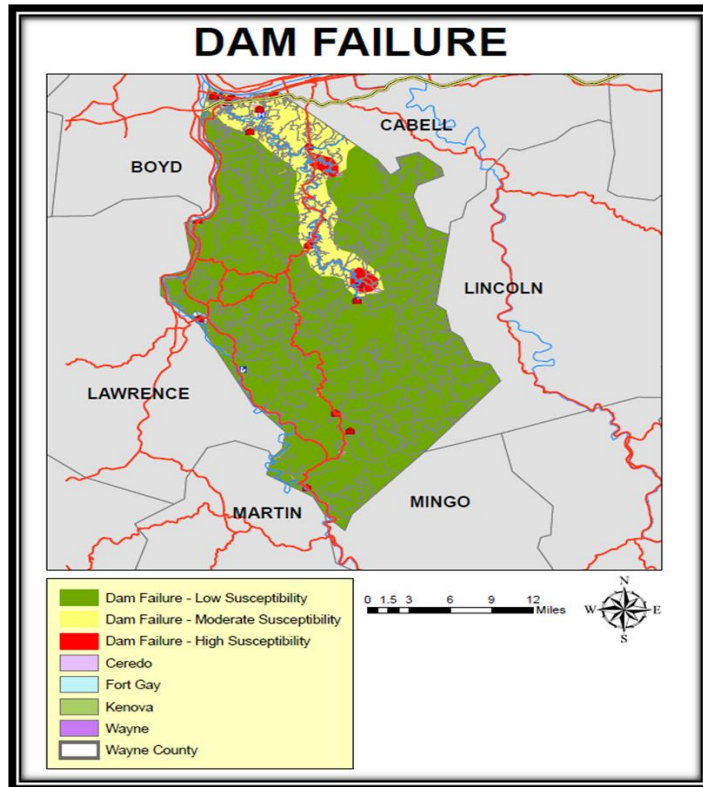 DAM FAILURE
CABELL
BOYD
LINCOLN
LAWRENCE
MARTIN
MINGO
Dam Failure - Low Susceptibility
Dam Failure - Moderate Susceptibility
Dam Failure - High Susceptibility
Ceredo
Fort Gay
Kenova
Wayne
Wayne County
0 1.5 3 6 9 12
Miles
N
W E
S